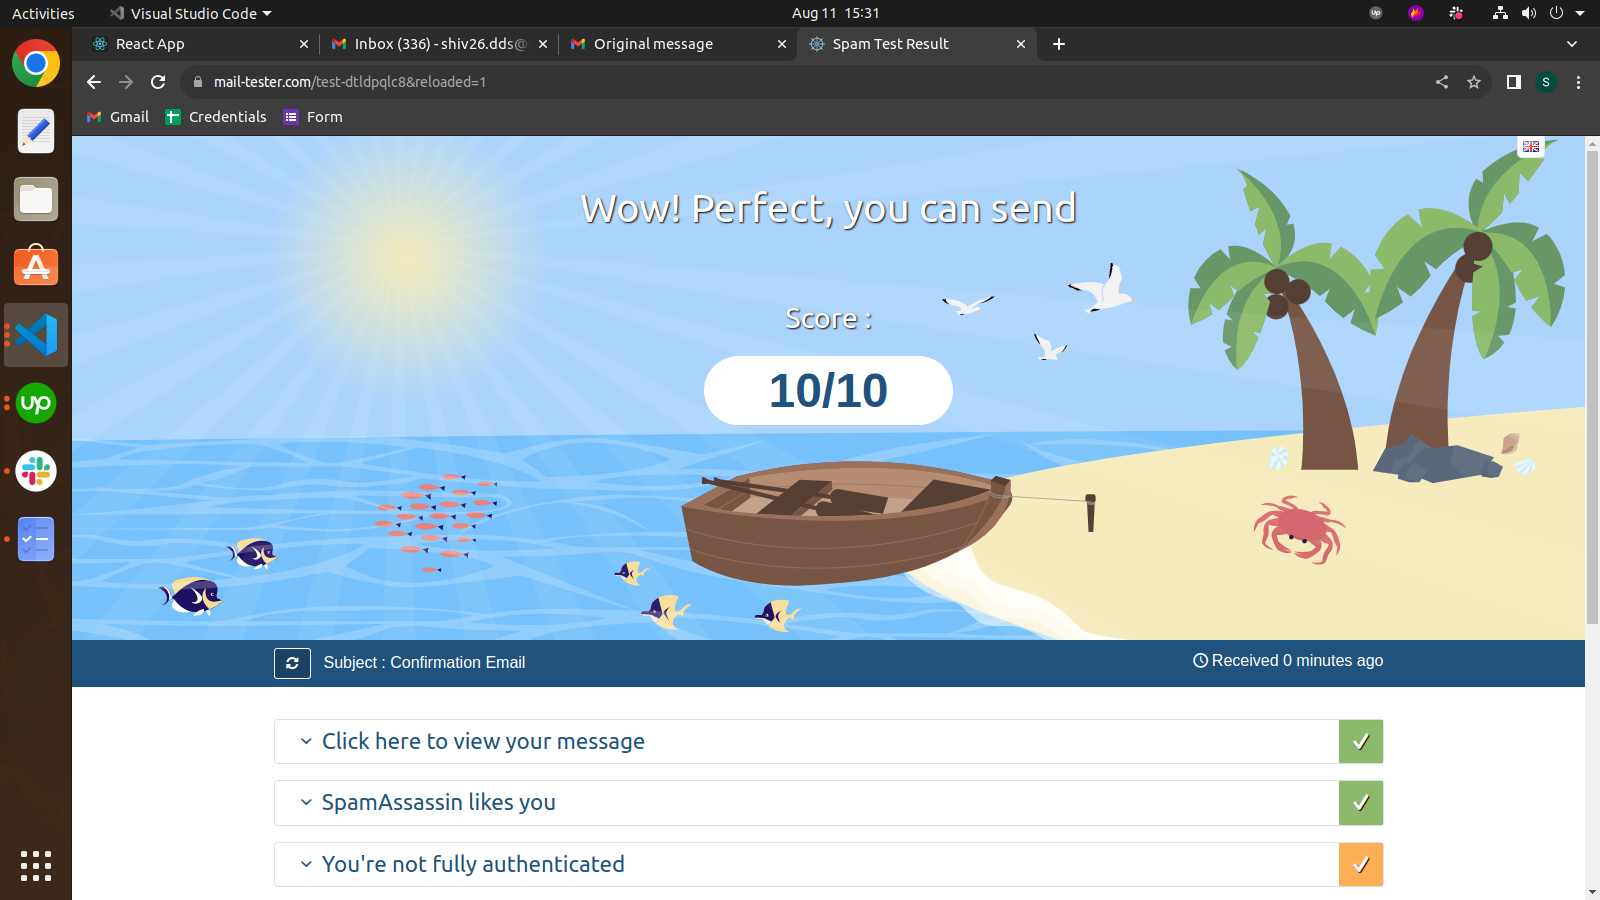 Activities
Visual Studio Code
Aug 11 15:31
up
React App
Inbox (336) - shiv26.dds@
Original message
Spam Test Result
mail-tester.com/test-dtldpqlc8&reloaded=1
S
Gmail
Credentials
Form
Wow! Perfect, you can send
Score :
10/10
up
Subject : Confirmation Email
Received 0 minutes ago
Click here to view your message
SpamAssassin likes you
You're not fully authenticated